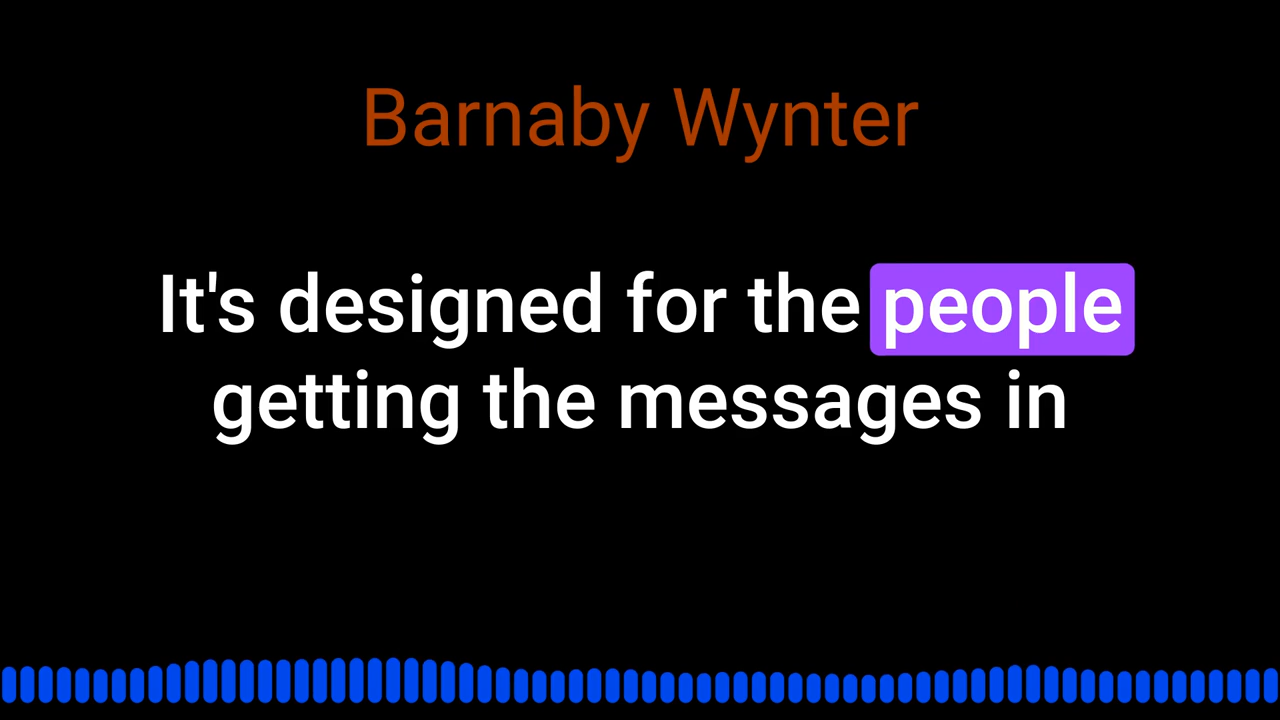 Barnaby Wynter
It's designed for the people
getting the messages in